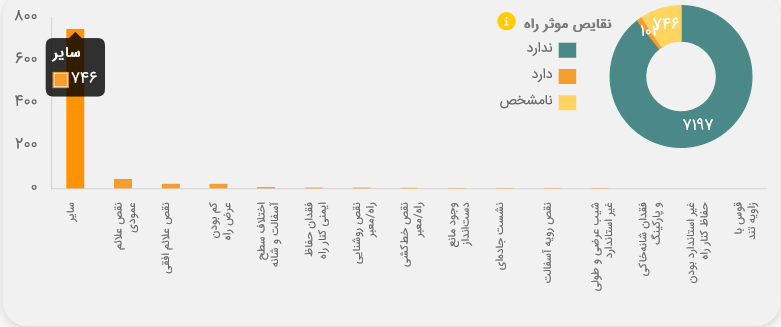 نقایص موثر راه
ندارد
دارد
نامشخص
۷۴۶
۱۰۲
۷۱۹۷
۸۰۰
۶۰۰
۴۰۰
۲۰۰
۰
سایر
۷۴۶
سایر
نقص علائم
عمودی
نقص علائم افقی
کم بودن
عرض راه
اختلاف سطح
آسفالت و شانه
فقدان حفاظ
ایمنی کنار راه
نقص روشنایی
راه/معبر
نقص خط‌کشی
راه/معبر
وجود مانع
دست‌انداز
نشست جاده‌ای
نقص رویه آسفالت
شیب عرضی و طولی
غیر استاندارد
فقدان شانه‌خاکی
و پارکینگ
غیر استاندارد بودن
حفاظ کنار راه
قوس یا
زاویه تند